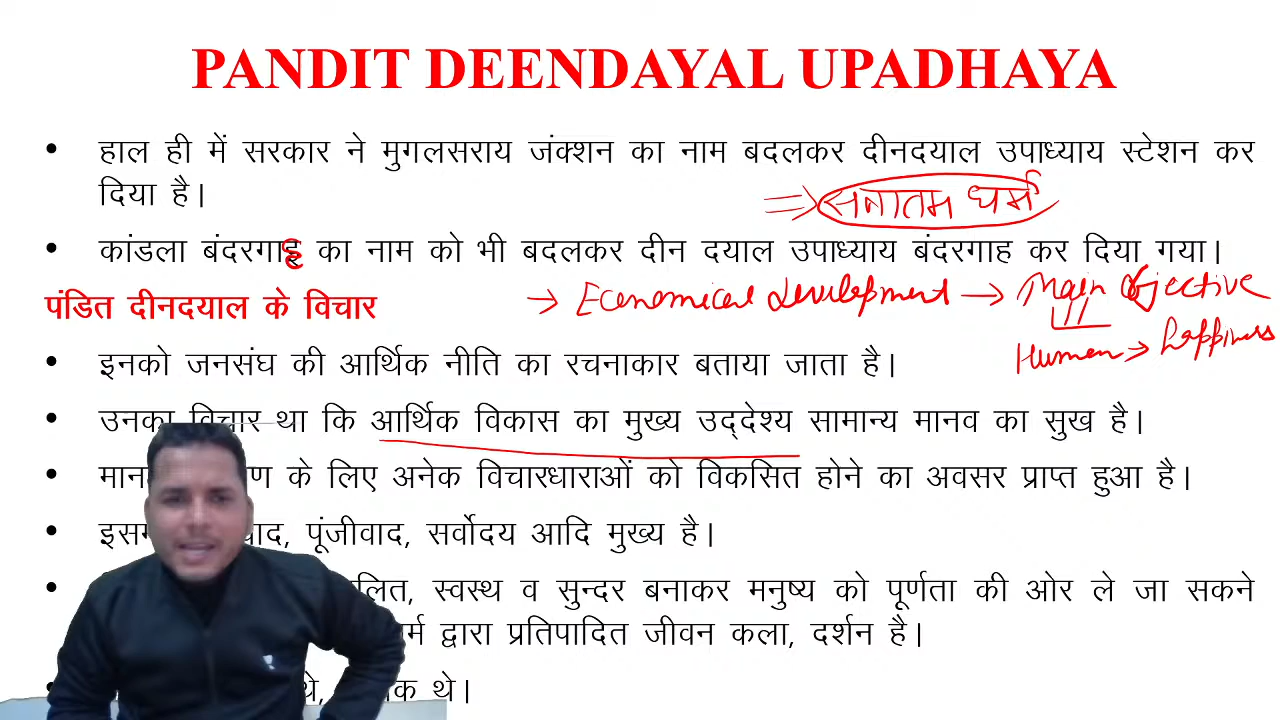 PANDIT DEENDAYAL UPADHAYA
• हाल ही में सरकार ने मुगलसराय जंक्शन का नाम बदलकर दीनदयाल उपाध्याय स्टेशन कर
दिया है।
⇒ सनातम धर्म
• कांडला बंदरगाह का नाम को भी बदलकर दीन दयाल उपाध्याय बंदरगाह कर दिया गया।
पंडित दीनदयाल के विचार
→ Economical development → Main objective
Human → happiness
• इनको जनसंघ की आर्थिक नीति का रचनाकार बताया जाता है।
• उनका विचार था कि आर्थिक विकास का मुख्य उद्देश्य सामान्य मानव का सुख है।
• के लिए अनेक विचारधाराओं को विकसित होने का अवसर प्राप्त हुआ है।
• पूंजीवाद, सर्वोदय आदि मुख्य है।
स्वस्थ व सुन्दर बनाकर मनुष्य को पूर्णता की ओर ले जा सकने
द्वारा प्रतिपादित जीवन कला, दर्शन है।
• थे, थे।